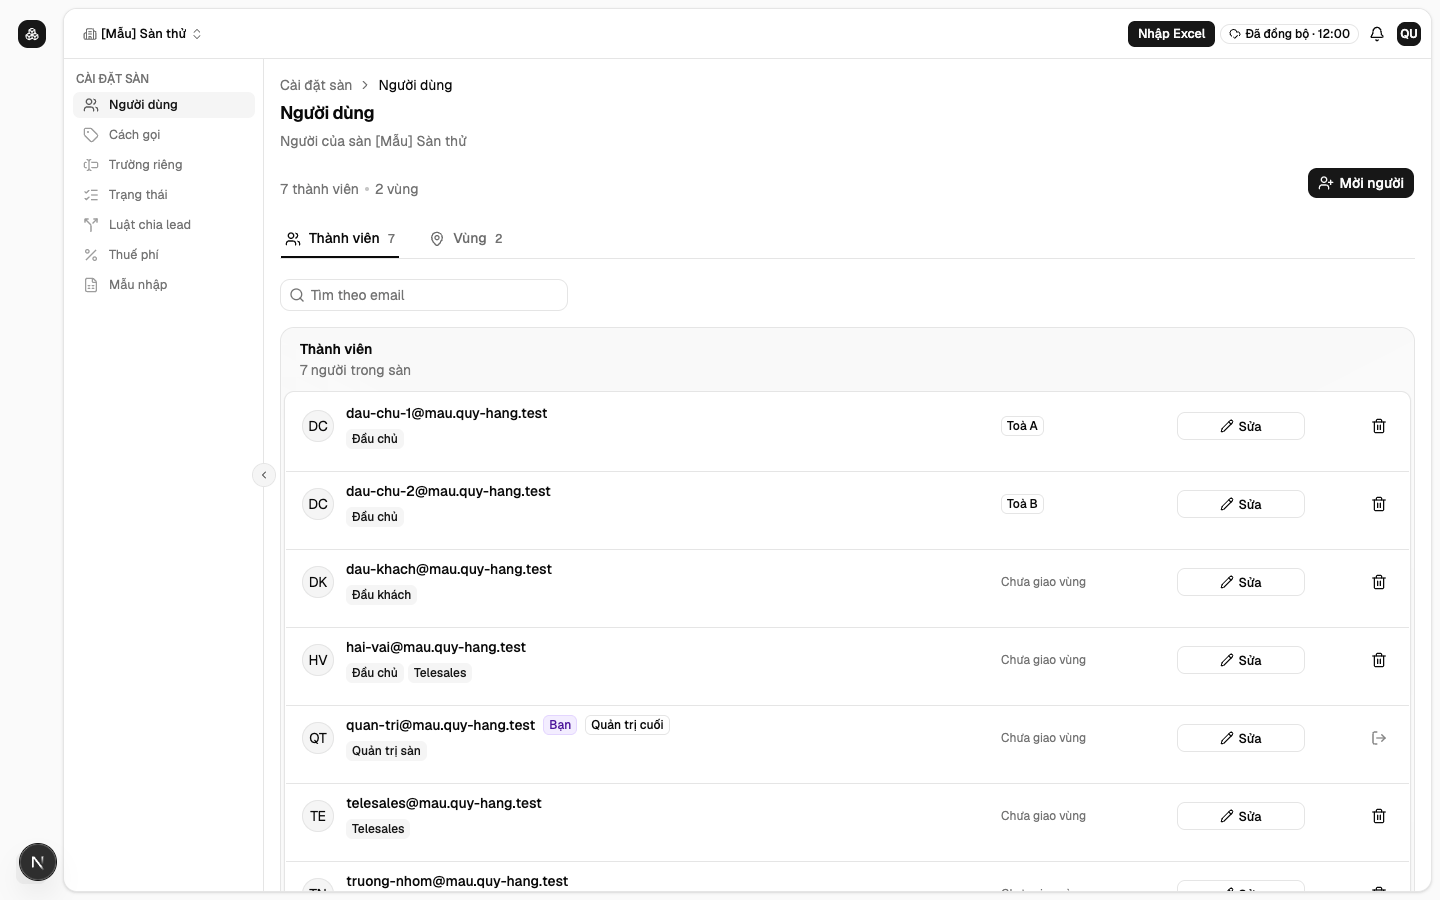 [Mẫu] Sàn thử
Nhập Excel
Đã đồng bộ · 12:00
QU
CÀI ĐẶT SÀN
Người dùng
Cách gọi
Trường riêng
Trạng thái
Luật chia lead
Thuế phí
Mẫu nhập
Cài đặt sàn > Người dùng
Người dùng
Người của sàn [Mẫu] Sàn thử
7 thành viên • 2 vùng
Mời người
Thành viên 7
Vùng 2
Tìm theo email
Thành viên
7 người trong sàn
DC
dau-chu-1@mau.quy-hang.test
Đầu chủ
Toà A
Sửa
DC
dau-chu-2@mau.quy-hang.test
Đầu chủ
Toà B
Sửa
DK
dau-khach@mau.quy-hang.test
Đầu khách
Chưa giao vùng
Sửa
HV
hai-vai@mau.quy-hang.test
Đầu chủ Telesales
Chưa giao vùng
Sửa
QT
quan-tri@mau.quy-hang.test Bạn Quản trị cuối
Quản trị sàn
Chưa giao vùng
Sửa
TE
telesales@mau.quy-hang.test
Telesales
Chưa giao vùng
Sửa
truong-nhom@mau.quy-hang.test
N